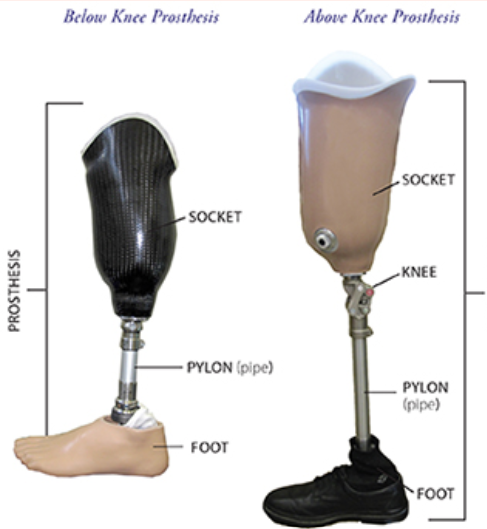 Below Knee Prosthesis
Above Knee Prosthesis
PROSTHESIS
SOCKET
PYLON (pipe)
FOOT
SOCKET
KNEE
PYLON
(pipe)
FOOT